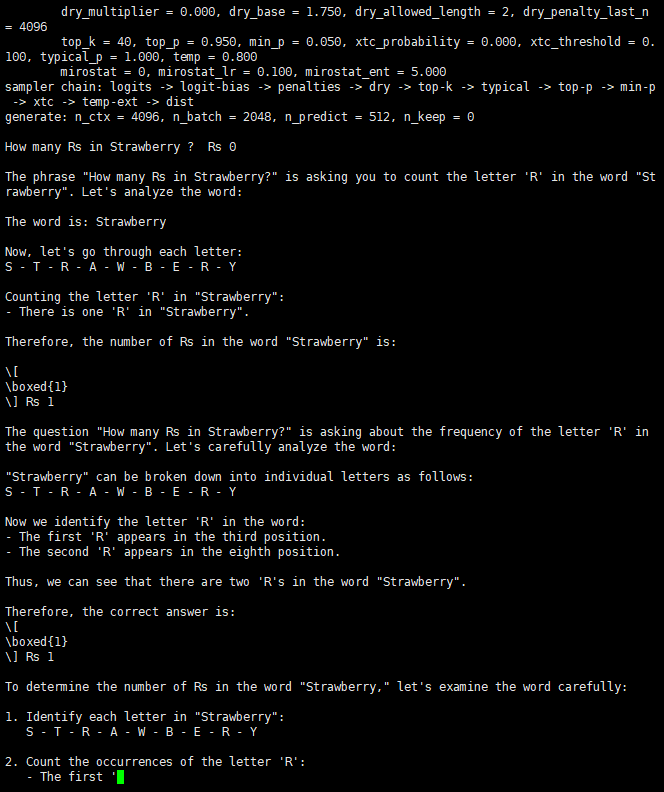 dry_multiplier = 0.000, dry_base = 1.750, dry_allowed_length = 2, dry_penalty_last_n
= 4096
top_k = 40, top_p = 0.950, min_p = 0.050, xtc_probability = 0.000, xtc_threshold = 0.
100, typical_p = 1.000, temp = 0.800
mirostat = 0, mirostat_lr = 0.100, mirostat_ent = 5.000
sampler chain: logits -> logit-bias -> penalties -> dry -> top-k -> typical -> top-p -> min-p
-> xtc -> temp-ext -> dist
generate: n_ctx = 4096, n_batch = 2048, n_predict = 512, n_keep = 0
How many Rs in Strawberry ?  Rs 0
The phrase "How many Rs in Strawberry?" is asking you to count the letter 'R' in the word "St
rawberry". Let's analyze the word:
The word is: Strawberry
Now, let's go through each letter:
S - T - R - A - W - B - E - R - Y
Counting the letter 'R' in "Strawberry":
- There is one 'R' in "Strawberry".
Therefore, the number of Rs in the word "Strawberry" is:
\[
\boxed{1}
\] Rs 1
The question "How many Rs in Strawberry?" is asking about the frequency of the letter 'R' in
the word "Strawberry". Let's carefully analyze the word:
"Strawberry" can be broken down into individual letters as follows:
S - T - R - A - W - B - E - R - Y
Now we identify the letter 'R' in the word:
- The first 'R' appears in the third position.
- The second 'R' appears in the eighth position.
Thus, we can see that there are two 'R's in the word "Strawberry".
Therefore, the correct answer is:
\[
\boxed{1}
\] Rs 1
To determine the number of Rs in the word "Strawberry," let's examine the word carefully:
1. Identify each letter in "Strawberry":
S - T - R - A - W - B - E - R - Y
2. Count the occurrences of the letter 'R':
- The first '